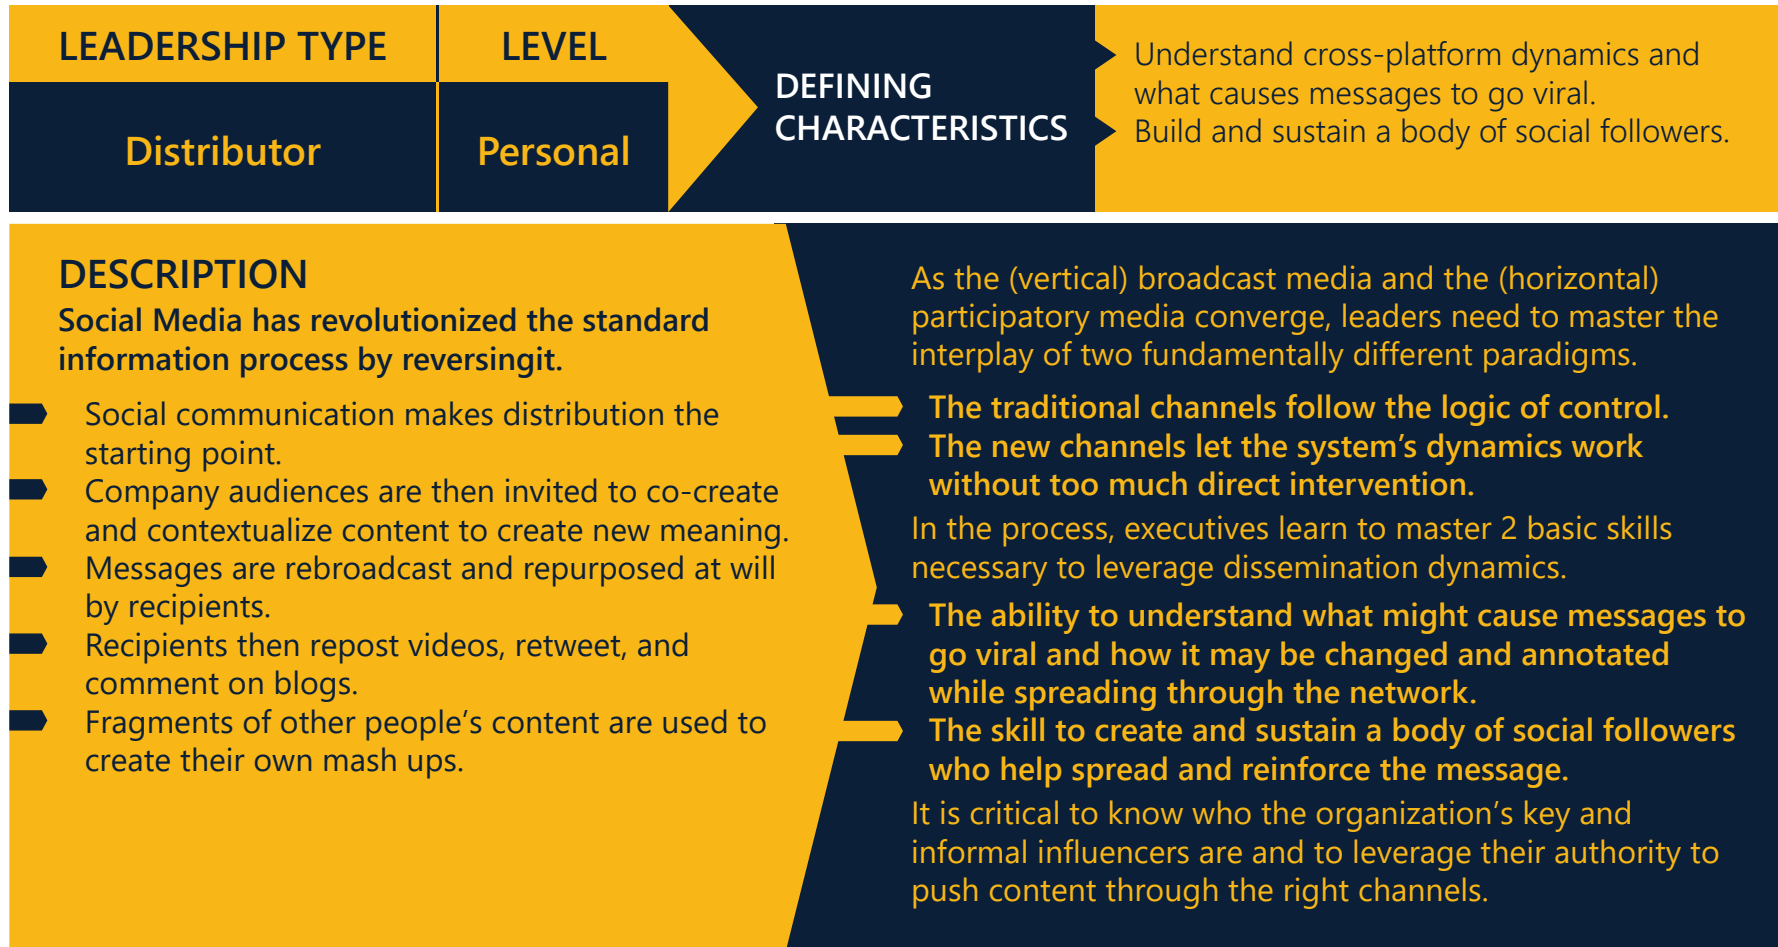 LEADERSHIP TYPE
LEVEL
Distributor
Personal
DEFINING
CHARACTERISTICS
Understand cross-platform dynamics and
what causes messages to go viral.
Build and sustain a body of social followers.
DESCRIPTION
Social Media has revolutionized the standard
information process by reversingit.
Social communication makes distribution the
starting point.
Company audiences are then invited to co-create
and contextualize content to create new meaning.
Messages are rebroadcast and repurposed at will
by recipients.
Recipients then repost videos, retweet, and
comment on blogs.
Fragments of other people’s content are used to
create their own mash ups.
As the (vertical) broadcast media and the (horizontal)
participatory media converge, leaders need to master the
interplay of two fundamentally different paradigms.
The traditional channels follow the logic of control.
The new channels let the system’s dynamics work
without too much direct intervention.
In the process, executives learn to master 2 basic skills
necessary to leverage dissemination dynamics.
The ability to understand what might cause messages to
go viral and how it may be changed and annotated
while spreading through the network.
The skill to create and sustain a body of social followers
who help spread and reinforce the message.
It is critical to know who the organization’s key and
informal influencers are and to leverage their authority to
push content through the right channels.